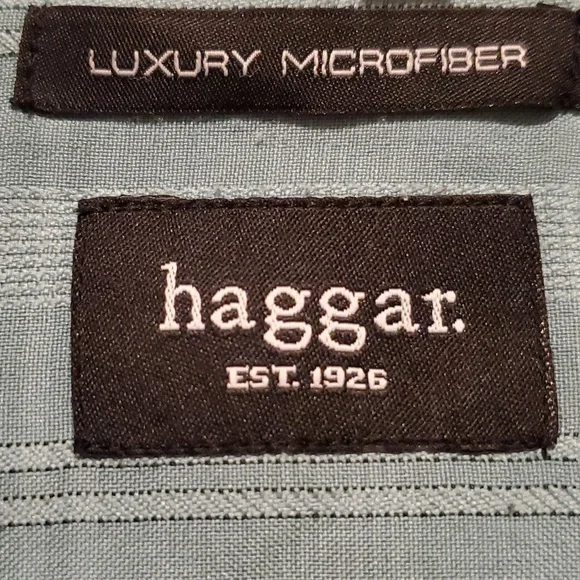 LUXURY MICROFIBER
haggar.
EST. 1926